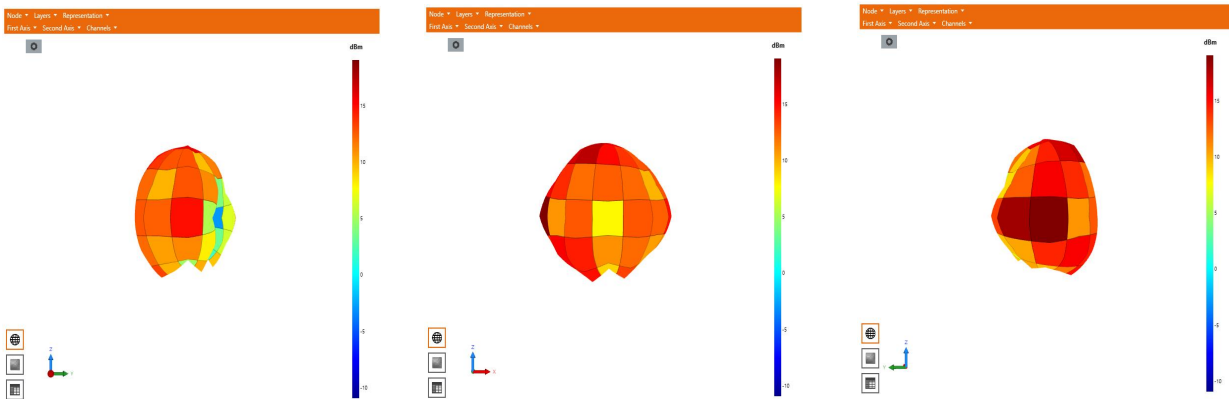 Node Layers Representation
First Axis Second Axis Channels
dBm
15
10
5
0
-5
-10
Z
Y
Node Layers Representation
First Axis Second Axis Channels
dBm
15
10
5
0
-5
-10
Z
X
Node Layers Representation
First Axis Second Axis Channels
dBm
15
10
5
0
-5
-10
Z
Y